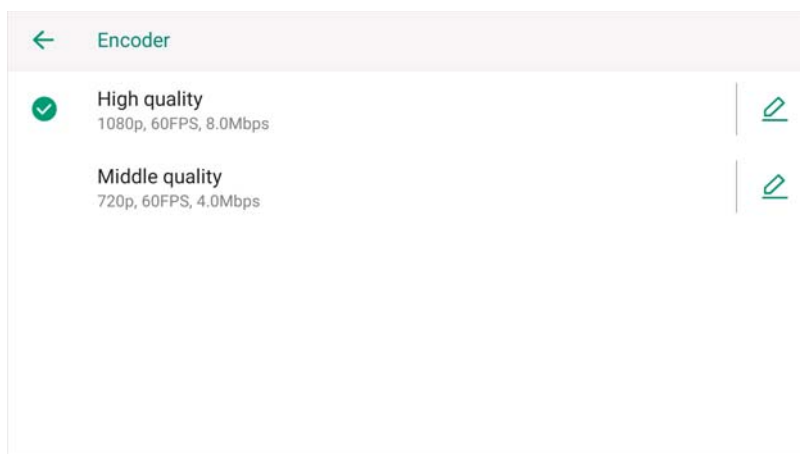 Encoder
High quality
1080p, 60FPS, 8.0Mbps
Middle quality
720p, 60FPS, 4.0Mbps